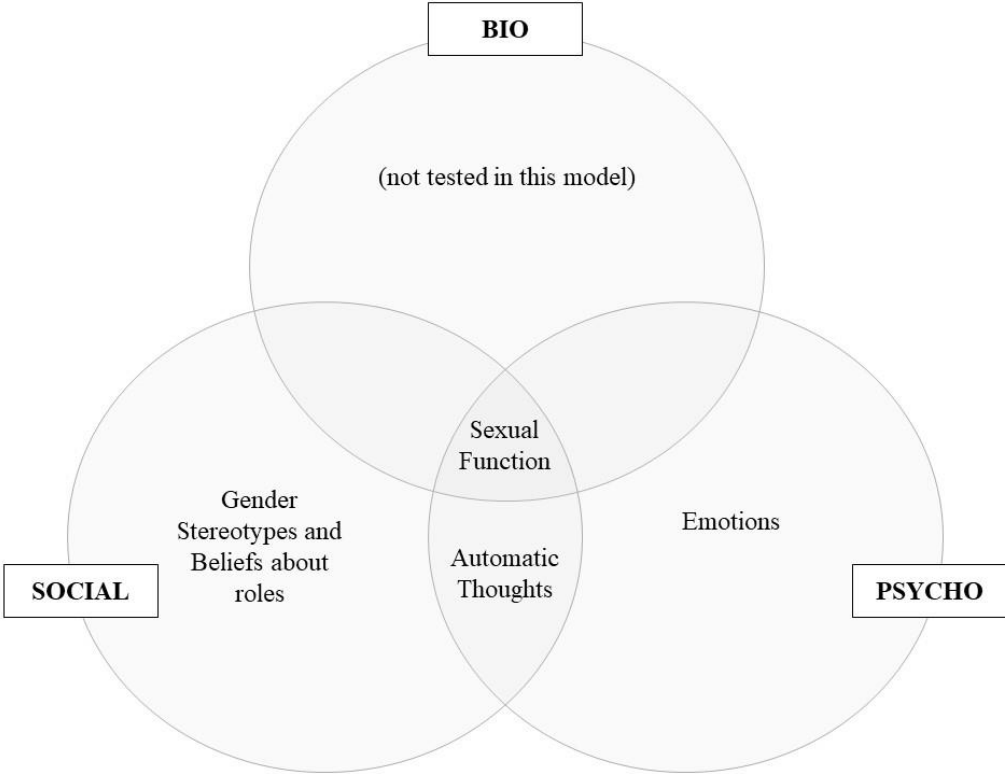 BIO
(not tested in this model)
Sexual
Function
Gender
Stereotypes and
Beliefs about
roles
Emotions
Automatic
Thoughts
SOCIAL
PSYCHO